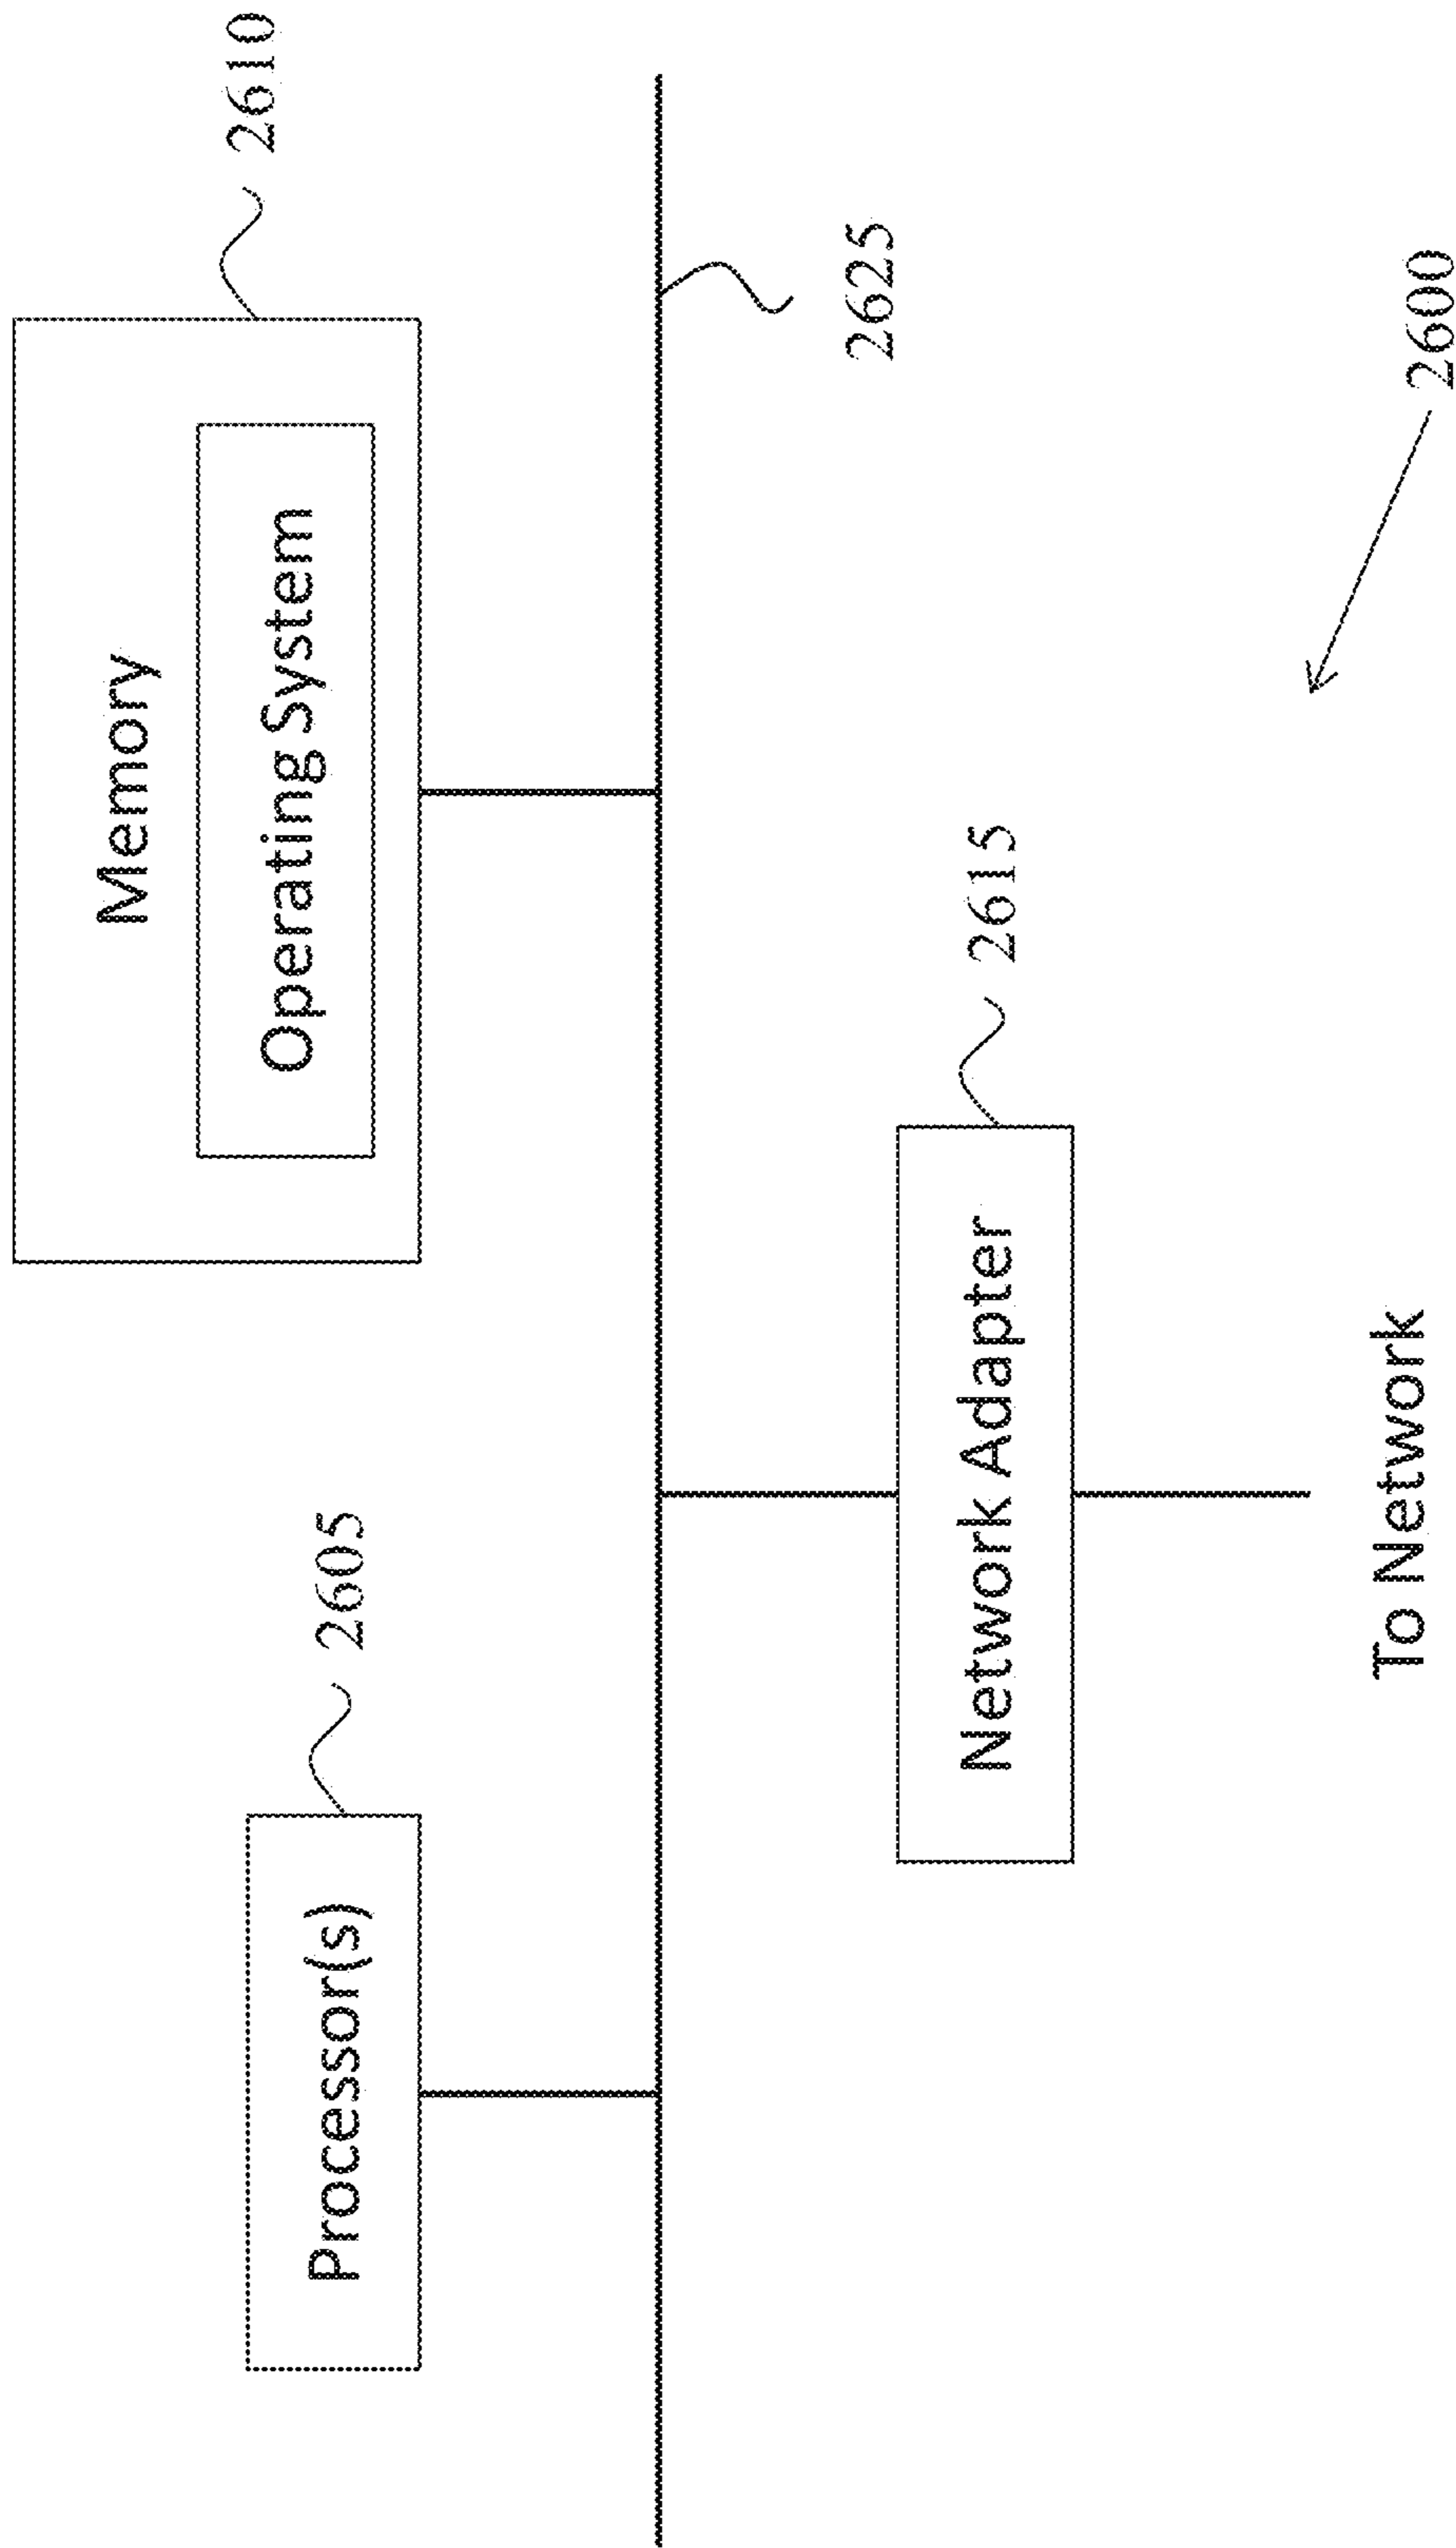 2610
Memory
Operating System
2605
Processor(s)
2625
2615
Network Adapter
To Network
2600